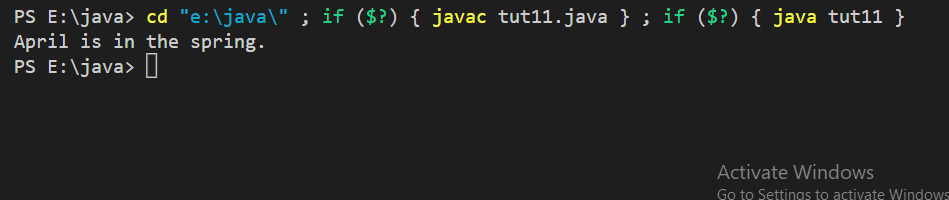 PS E:\java> cd "e:\java\" ; if ($?) { javac tut11.java } ; if ($?) { java tut11 }
April is in the spring.
PS E:\java>
Activate Windows
Go to Settings to activate Windows